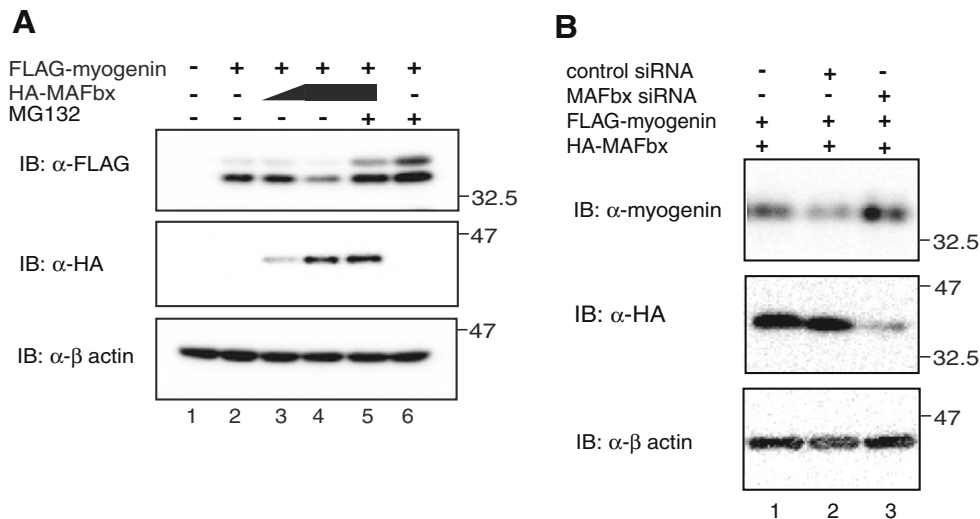 A
FLAG-myogenin - + + + + +
HA-MAFbx - - -
MG132 - - - - + +
IB: α-FLAG
32.5
47
IB: α-HA
47
IB: α-β actin
1 2 3 4 5 6
B
control siRNA - + -
MAFbx siRNA - - +
FLAG-myogenin + + +
HA-MAFbx + + +
IB: α-myogenin
32.5
47
IB: α-HA
32.5
47
IB: α-β actin
1 2 3